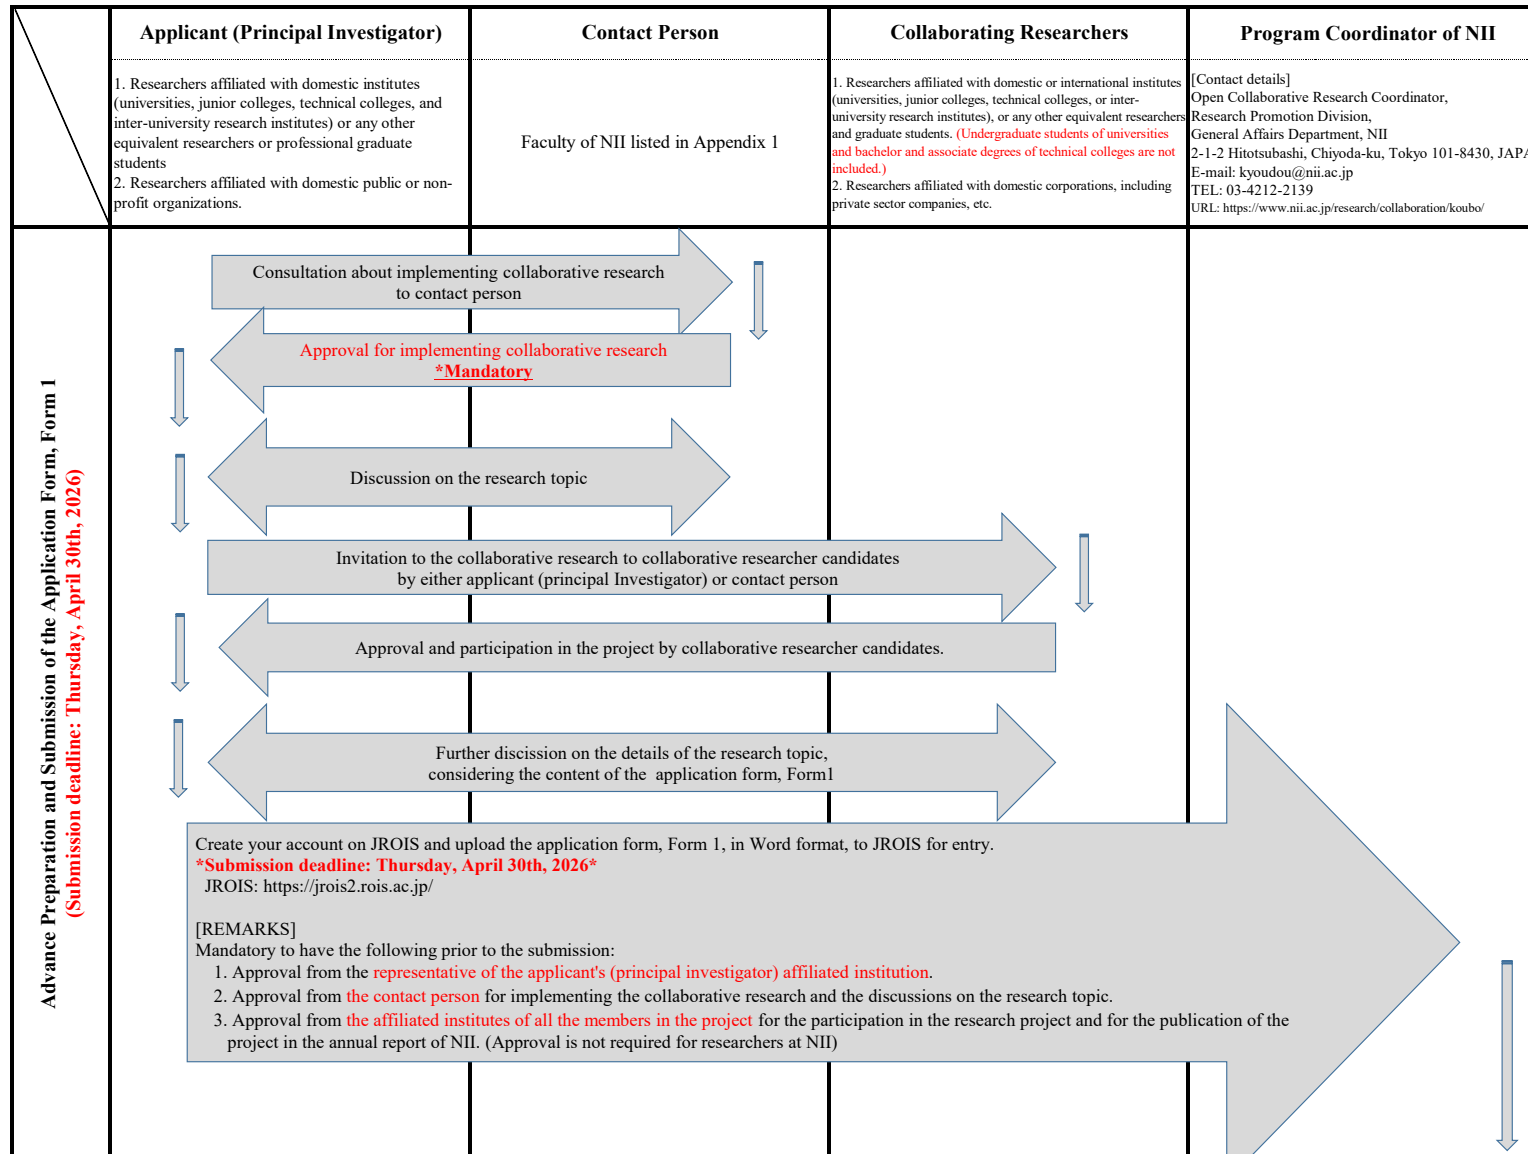 Applicant (Principal Investigator)
Contact Person
Collaborating Researchers
Program Coordinator of NII
1. Researchers affiliated with domestic institutes
(universities, junior colleges, technical colleges, and
inter-university research institutes) or any other
equivalent researchers or professional graduate
students
2. Researchers affiliated with domestic public or non-
profit organizations.
Faculty of NII listed in Appendix 1
1. Researchers affiliated with domestic or international institutes
(universities, junior colleges, technical colleges, or inter-
university research institutes), or any other equivalent researchers
and graduate students. (Undergraduate students of universities
and bachelor and associate degrees of technical colleges are not
included.)
2. Researchers affiliated with domestic corporations, including
private sector companies, etc.
[Contact details]
Open Collaborative Research Coordinator,
Research Promotion Division,
General Affairs Department, NII
2-1-2 Hitotsubashi, Chiyoda-ku, Tokyo 101-8430, JAPA
E-mail: kyoudou@nii.ac.jp
TEL: 03-4212-2139
URL: https://www.nii.ac.jp/research/collaboration/koubo/
Advance Preparation and Submission of the Application Form, Form 1
(Submission deadline: Thursday, April 30th, 2026)
Consultation about implementing collaborative research
to contact person
Approval for implementing collaborative research
*Mandatory
Discussion on the research topic
Invitation to the collaborative research to collaborative researcher candidates
by either applicant (principal Investigator) or contact person
Approval and participation in the project by collaborative researcher candidates.
Further discission on the details of the research topic,
considering the content of the application form, Form1
Create your account on JROIS and upload the application form, Form 1, in Word format, to JROIS for entry.
*Submission deadline: Thursday, April 30th, 2026*
JROIS: https://jrois2.rois.ac.jp/
[REMARKS]
Mandatory to have the following prior to the submission:
1. Approval from the representative of the applicant's (principal investigator) affiliated institution.
2. Approval from the contact person for implementing the collaborative research and the discussions on the research topic.
3. Approval from the affiliated institutes of all the members in the project for the participation in the research project and for the publication of the
project in the annual report of NII. (Approval is not required for researchers at NII)